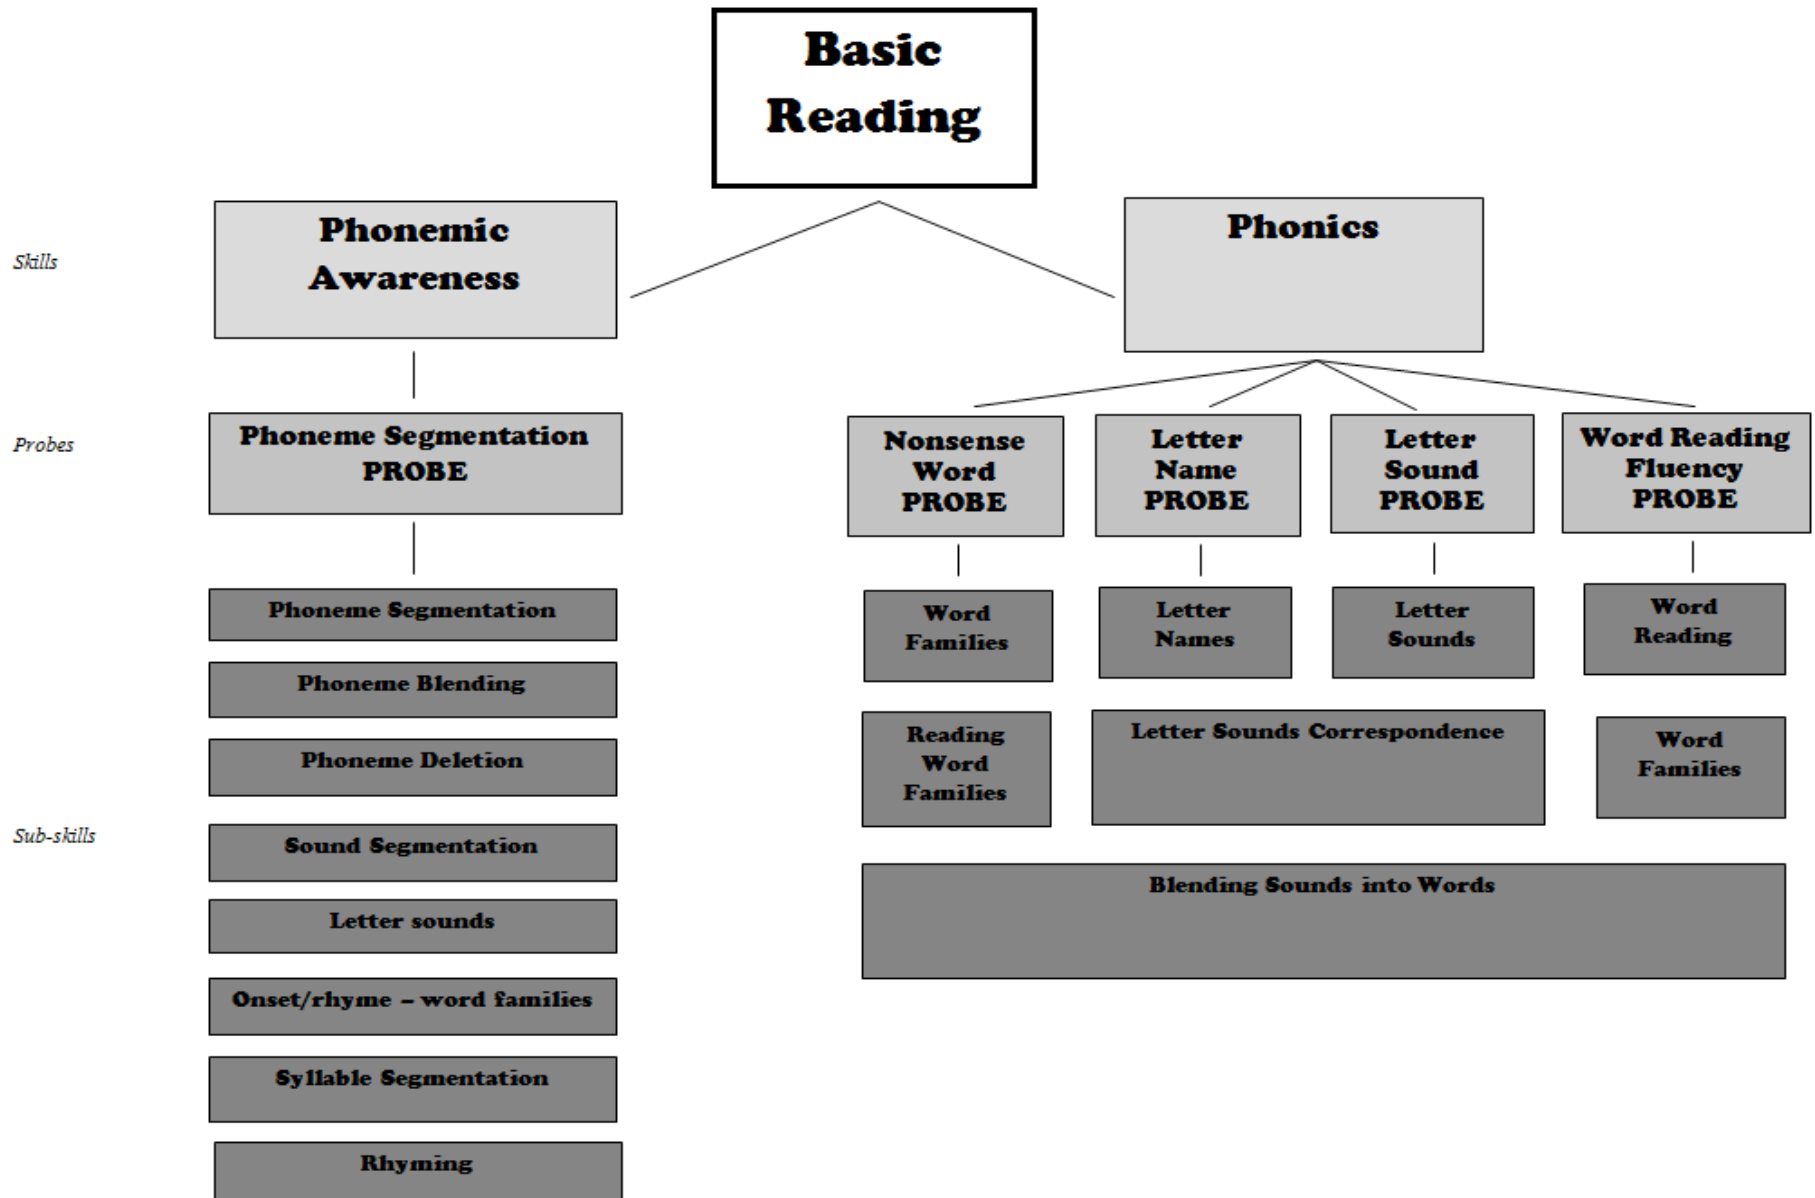 Basic
Reading
Skills
Phonemic
Awareness
Phonics
Probes
Phoneme Segmentation
PROBE
Nonsense
Word
PROBE
Letter
Name
PROBE
Letter
Sound
PROBE
Word Reading
Fluency
PROBE
Sub-skills
Phoneme Segmentation
Phoneme Blending
Phoneme Deletion
Sound Segmentation
Letter sounds
Onset/rhyme – word families
Syllable Segmentation
Rhyming
Word
Families
Letter
Names
Letter
Sounds
Word
Reading
Reading
Word
Families
Letter Sounds Correspondence
Word
Families
Blending Sounds into Words